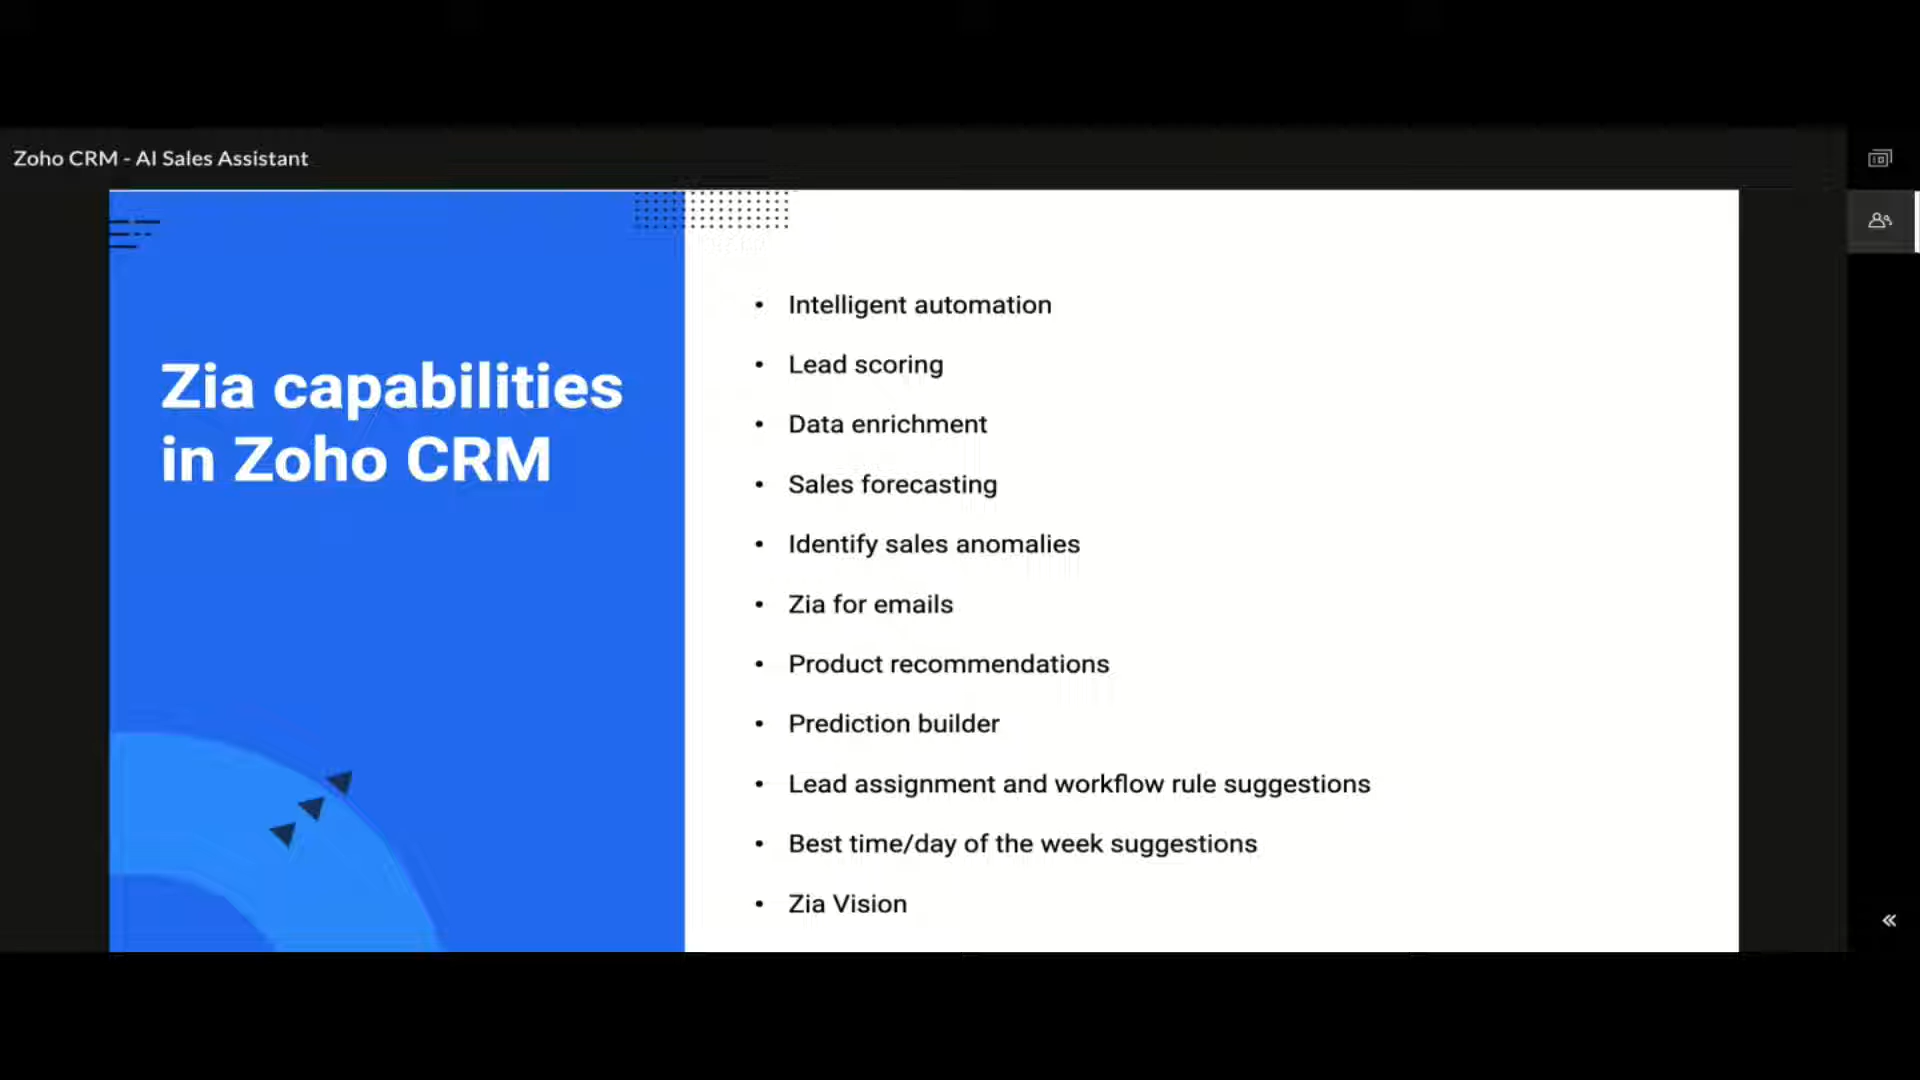 Zoho CRM - AI Sales Assistant
Zia capabilities
in Zoho CRM
• Intelligent automation
• Lead scoring
• Data enrichment
• Sales forecasting
• Identify sales anomalies
• Zia for emails
• Product recommendations
• Prediction builder
• Lead assignment and workflow rule suggestions
• Best time/day of the week suggestions
• Zia Vision